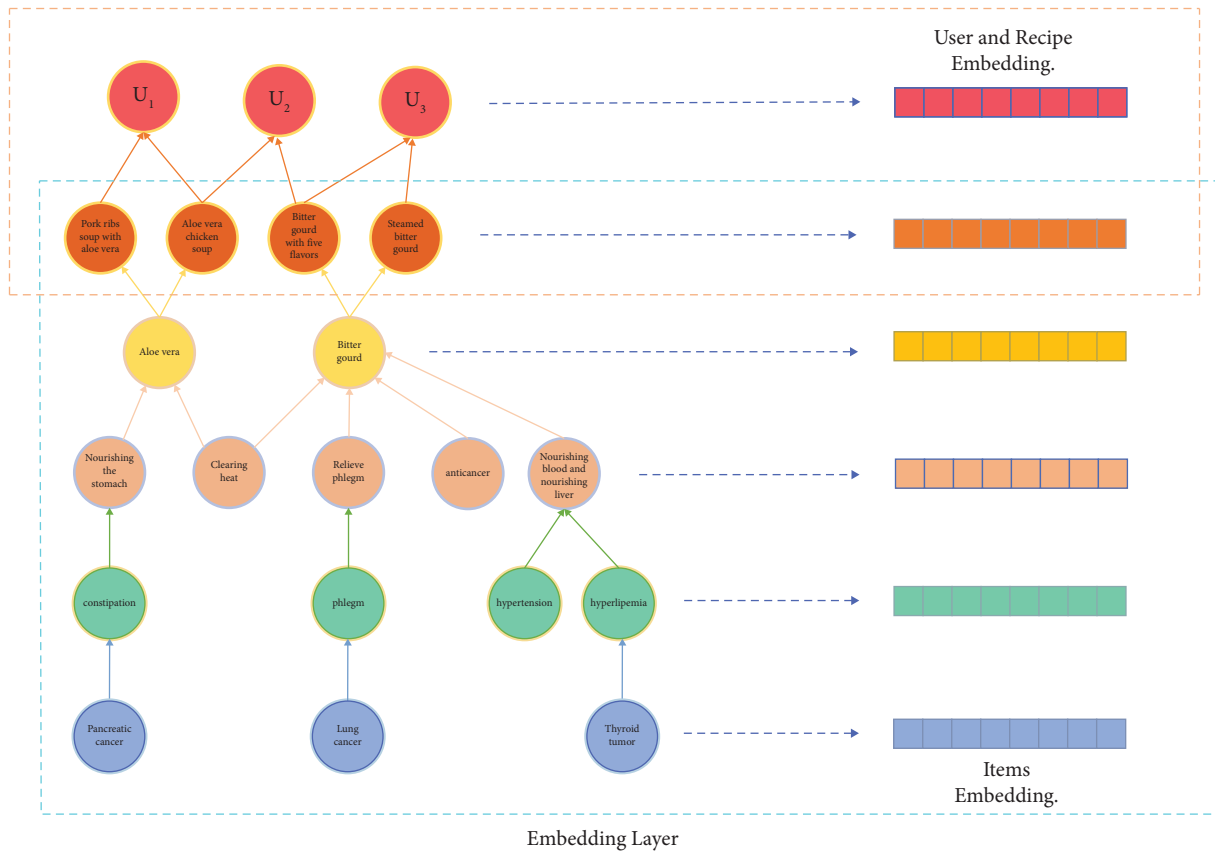 User and Recipe
Embedding.
U1
U2
U3
Pork ribs
soup with
aloe vera
Aloe vera
chicken
soup
Bitter
gourd
with five
flavors
Steamed
bitter
gourd
Aloe vera
Bitter
gourd
Nourishing
the
stomach
Clearing
heat
Relieve
phlegm
anticancer
Nourishing
blood and
nourishing
liver
constipation
phlegm
hypertension
hyperlipemia
Pancreatic
cancer
Lung
cancer
Thyroid
tumor
Items
Embedding.
Embedding Layer